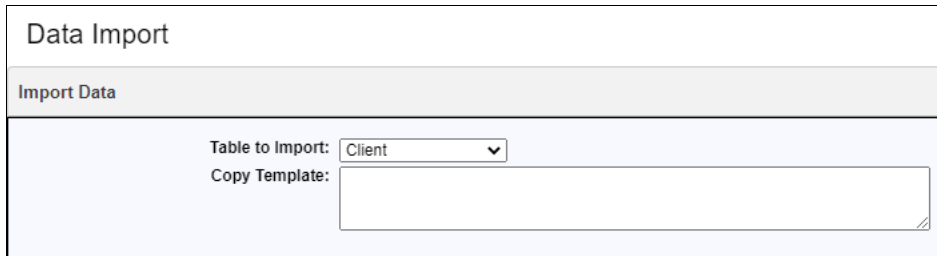 Data Import
Import Data
Table to Import: Client
Copy Template: